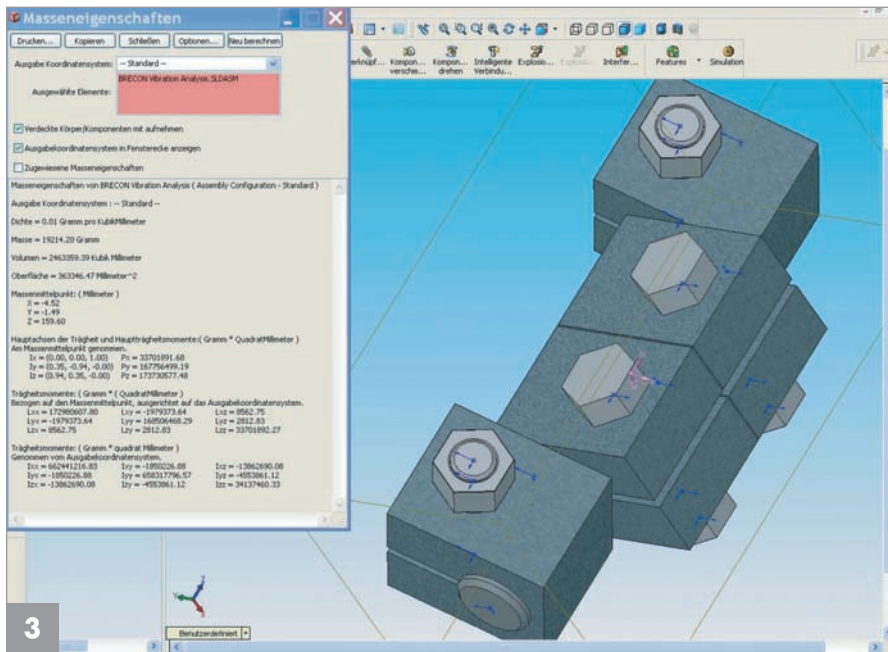 Masseneigenschaften
Drucken... Kopieren Schließen Optionen... Neu berechnen
Ausgabe Koordinatensystem: -- Standard --
BRECON Vibration Analysis.SLDASM
Ausgewählte Elemente:
Verdeckte Körper/Komponenten mit aufnehmen
Ausgabekoordinatensystem in Fensterecke anzeigen
Zugewiesene Masseneigenschaften
Masseneigenschaften von BRECON Vibration Analysis ( Assembly Configuration - Standard )
Ausgabe Koordinatensystem : -- Standard --
Dichte = 0.01 Gramm pro KubikMillimeter
Masse = 19214.20 Gramm
Volumen = 2463359.39 Kubik Millimeter
Oberfläche = 363346.47 Millimeter^2
Massenmittelpunkt: ( Millimeter )
X = -4.52
Y = -1.49
Z = 159.60
Hauptachsen der Trägheit und Hauptträgheitsmomente:( Gramm * QuadratMillimeter )
Am Massenmittelpunkt genommen.
Ix = (0.00, 0.00, 1.00) Px = 33701891.68
Iy = (0.35, -0.94, -0.00) Py = 167756499.19
Iz = (0.94, 0.35, -0.00) Pz = 173730577.48
Trägheitsmomente: ( Gramm * ( QuadratMillimeter )
Bezogen auf den Massenmittelpunkt, ausgerichtet auf das Ausgabekoordinatensystem.
Lxx = 172980607.80 Lxy = -1979373.64 Lxz = 8562.75
Lyx = -1979373.64 Lyy = 168506468.29 Lyz = 2812.83
Lzx = 8562.75 Lzy = 2812.83 Lzz = 33701892.27
Trägheitsmomente: ( Gramm * quadrat Millimeter )
Genommen vom Ausgabekoordinatensystem.
Ixx = 662441216.83 Ixy = -1850226.88 Ixz = -13862690.08
Iyx = -1850226.88 Iyy = 658317796.57 Iyz = -4553861.12
Izx = -13862690.08 Izy = -4553861.12 Izz = 34137460.33
erknüpf... Kompon... Kompon... Intelligente Explosio... Interfer... Features Simulation
verschie... drehen Verbindu...
Z
Y
X
Benutzerdefiniert
3